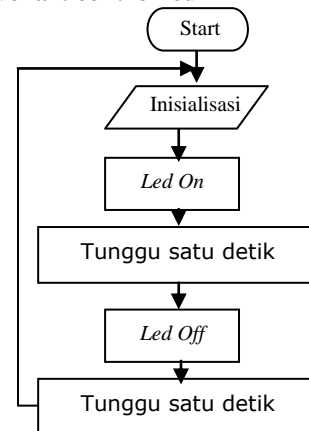 Start
Inisialisasi
Led On
Tunggu satu detik
Led Off
Tunggu satu detik